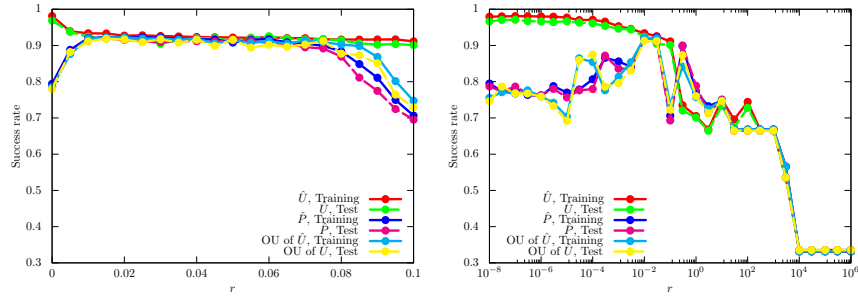 1
0.9
0.8
0.7
0.6
0.5
0.4
0.3
Success rate
0 0.02 0.04 0.06 0.08 0.1
r
Û, Training
Û, Test
P̂, Training
P̂, Test
OU of Û, Training
OU of Û, Test
1
0.9
0.8
0.7
0.6
0.5
0.4
0.3
Success rate
10⁻⁸ 10⁻⁶ 10⁻⁴ 10⁻² 10⁰ 10² 10⁴ 10⁶
r
Û, Training
Û, Test
P̂, Training
P̂, Test
OU of Û, Training
OU of Û, Test